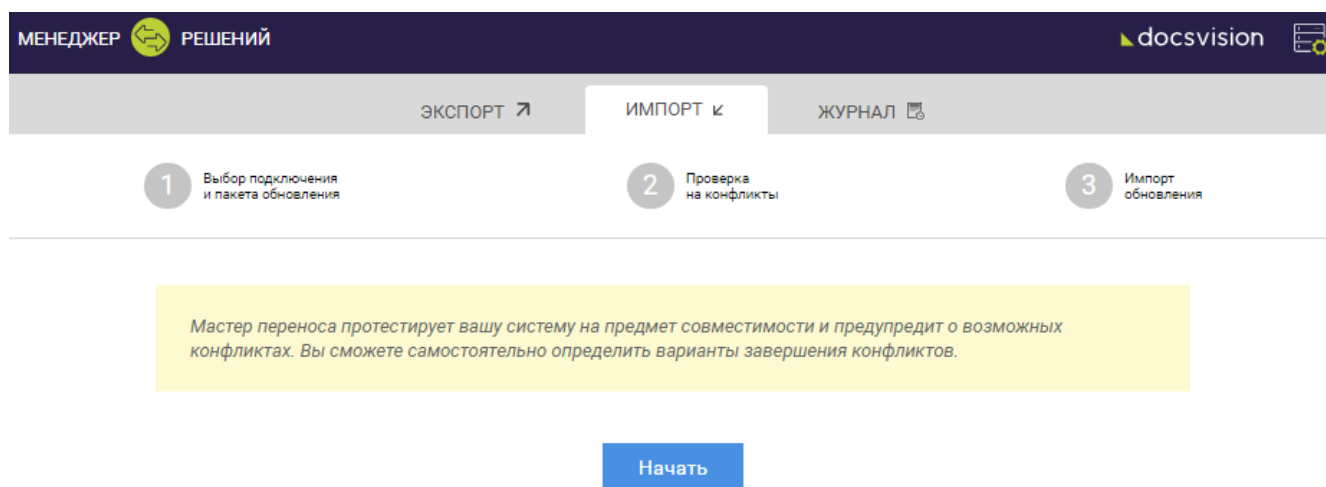 МЕНЕДЖЕР РЕШЕНИЙ
docsvision
ЭКСПОРТ ИМПОРТ ЖУРНАЛ
1 Выбор подключения
и пакета обновления
2 Проверка
на конфликты
3 Импорт
обновления
Мастер переноса протестирует вашу систему на предмет совместимости и предупредит о возможных
конфликтах. Вы сможете самостоятельно определить варианты завершения конфликтов.
Начать